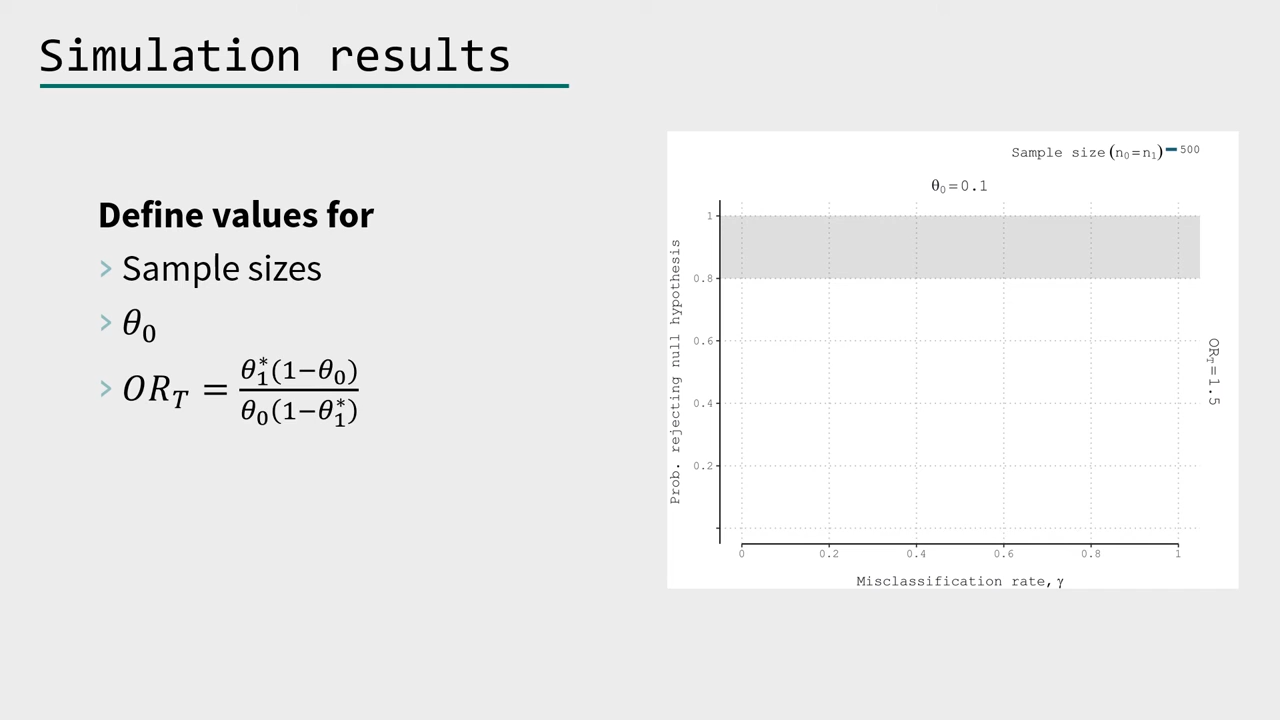 Simulation results
Define values for
> Sample sizes
> θ₀
> OR_T = θ₁*(1−θ₀) / θ₀(1−θ₁*)
Sample size (n₀=n₁) 500
θ₀=0.1
Prob. rejecting null hypothesis
1
0.8
0.6
0.4
0.2
OR_T=1.5
0 0.2 0.4 0.6 0.8 1
Misclassification rate, γ